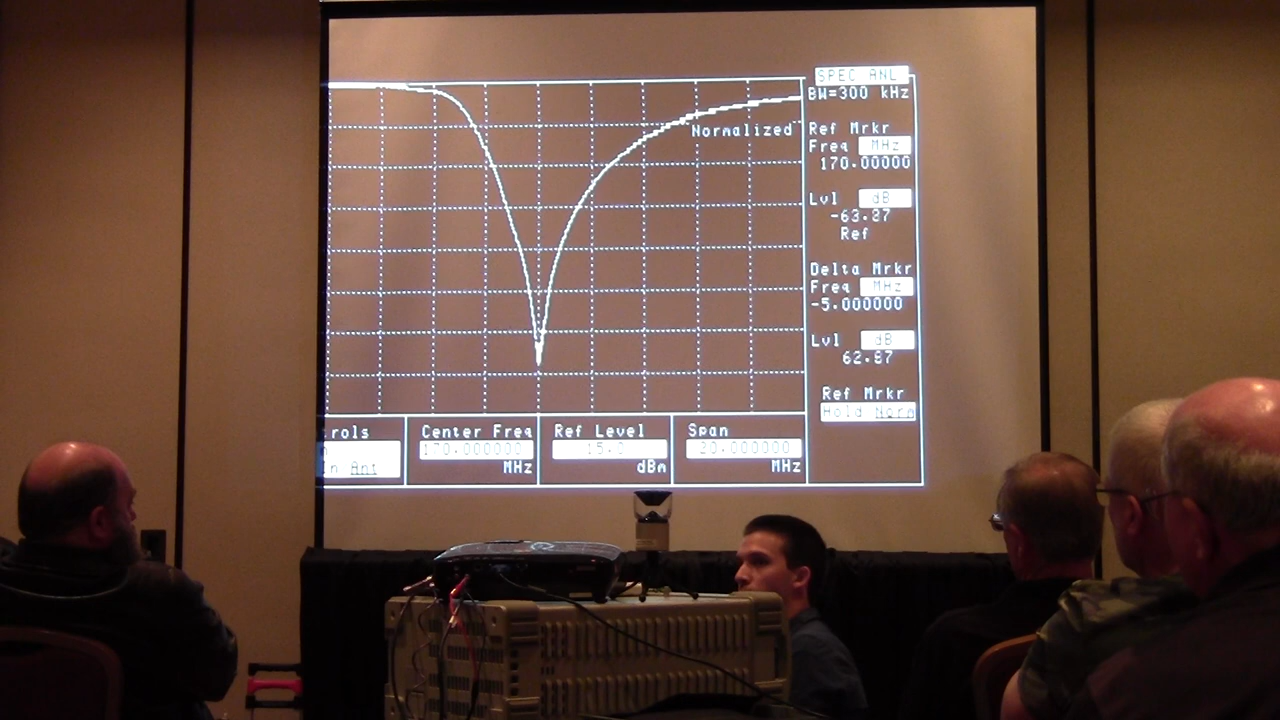 SPEC ANL
BW=300 kHz
Normalized
Ref Mrkr
Freq MHz
170.00000
Lvl dB
-63.87
Ref
Delta Mrkr
Freq MHz
-5.000000
Lvl dB
62.87
Ref Mrkr
Hold Norm
rols
n Ant
Center Freq
170.000000
MHz
Ref Level
dBm
Span
20.000000
MHz